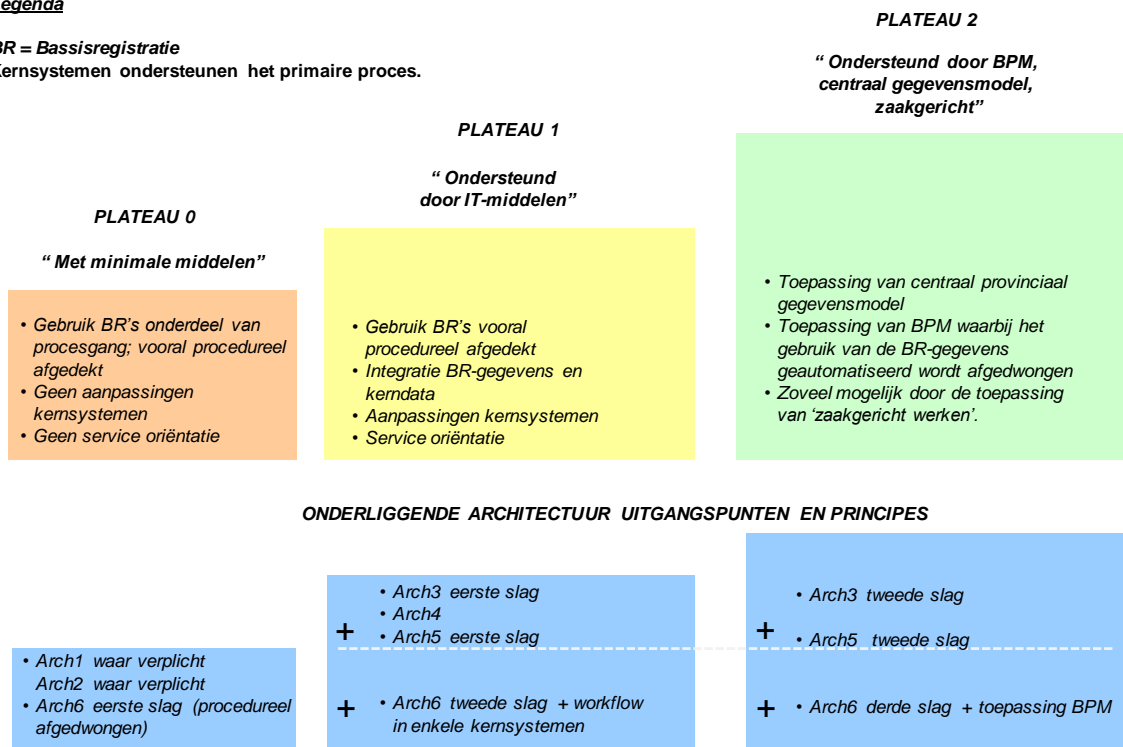 egenda
BR = Bassisregistratie
Kernsystemen ondersteunen het primaire proces.
PLATEAU 2
“ Ondersteund door BPM,
centraal gegevensmodel,
zaakgericht”
PLATEAU 1
“ Ondersteund
door IT-middelen”
PLATEAU 0
“ Met minimale middelen”
• Gebruik BR’s onderdeel van
procesgang; vooral procedureel
afgedekt
• Geen aanpassingen
kernsystemen
• Geen service oriëntatie
• Gebruik BR’s vooral
procedureel afgedekt
• Integratie BR-gegevens en
kerndata
• Aanpassingen kernsystemen
• Service oriëntatie
• Toepassing van centraal provinciaal
gegevensmodel
• Toepassing van BPM waarbij het
gebruik van de BR-gegevens
geautomatiseerd wordt afgedwongen
• Zoveel mogelijk door de toepassing
van ‘zaakgericht werken’.
ONDERLIGGENDE ARCHITECTUUR UITGANGSPUNTEN EN PRINCIPES
• Arch1 waar verplicht
Arch2 waar verplicht
• Arch6 eerste slag (procedureel
afgedwongen)
+
• Arch3 eerste slag
• Arch4
• Arch5 eerste slag
+
• Arch6 tweede slag + workflow
in enkele kernsystemen
+
• Arch3 tweede slag
• Arch5 tweede slag
+
• Arch6 derde slag + toepassing BPM